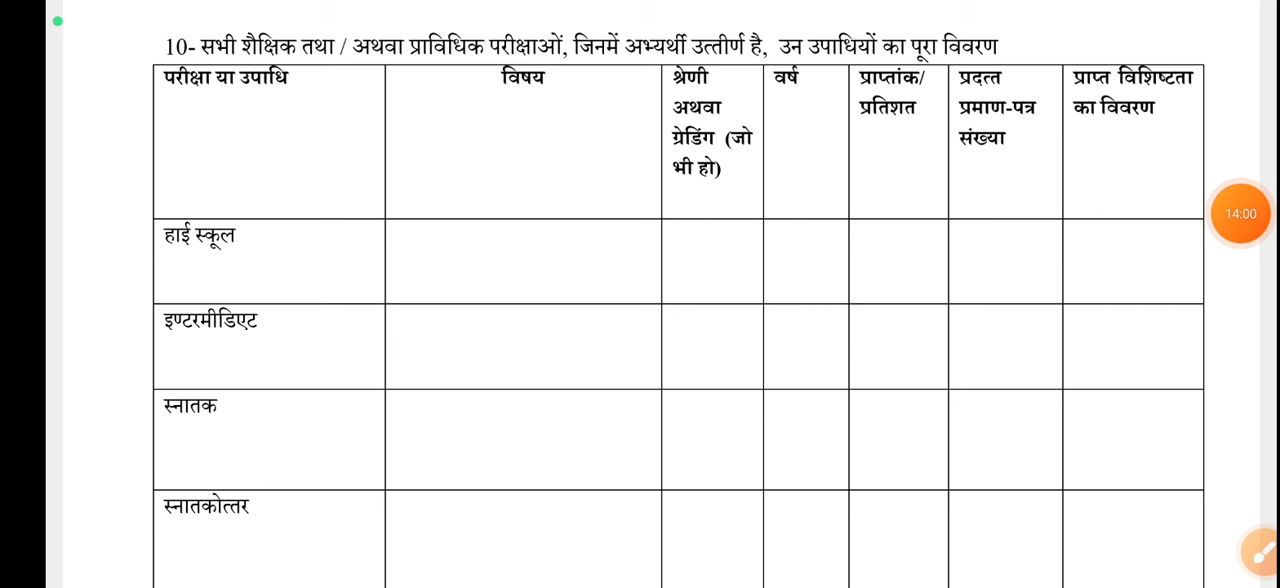 10- सभी शैक्षिक तथा / अथवा प्राविधिक परीक्षाओं, जिनमें अभ्यर्थी उत्तीर्ण है, उन उपाधियों का पूरा विवरण
परीक्षा या उपाधि
विषय
श्रेणी
अथवा
ग्रेडिंग (जो
भी हो)
वर्ष
प्राप्तांक/
प्रतिशत
प्रदत्त
प्रमाण-पत्र
संख्या
प्राप्त विशिष्टता
का विवरण
14:00
हाई स्कूल
इण्टरमीडिएट
स्नातक
स्नातकोत्तर